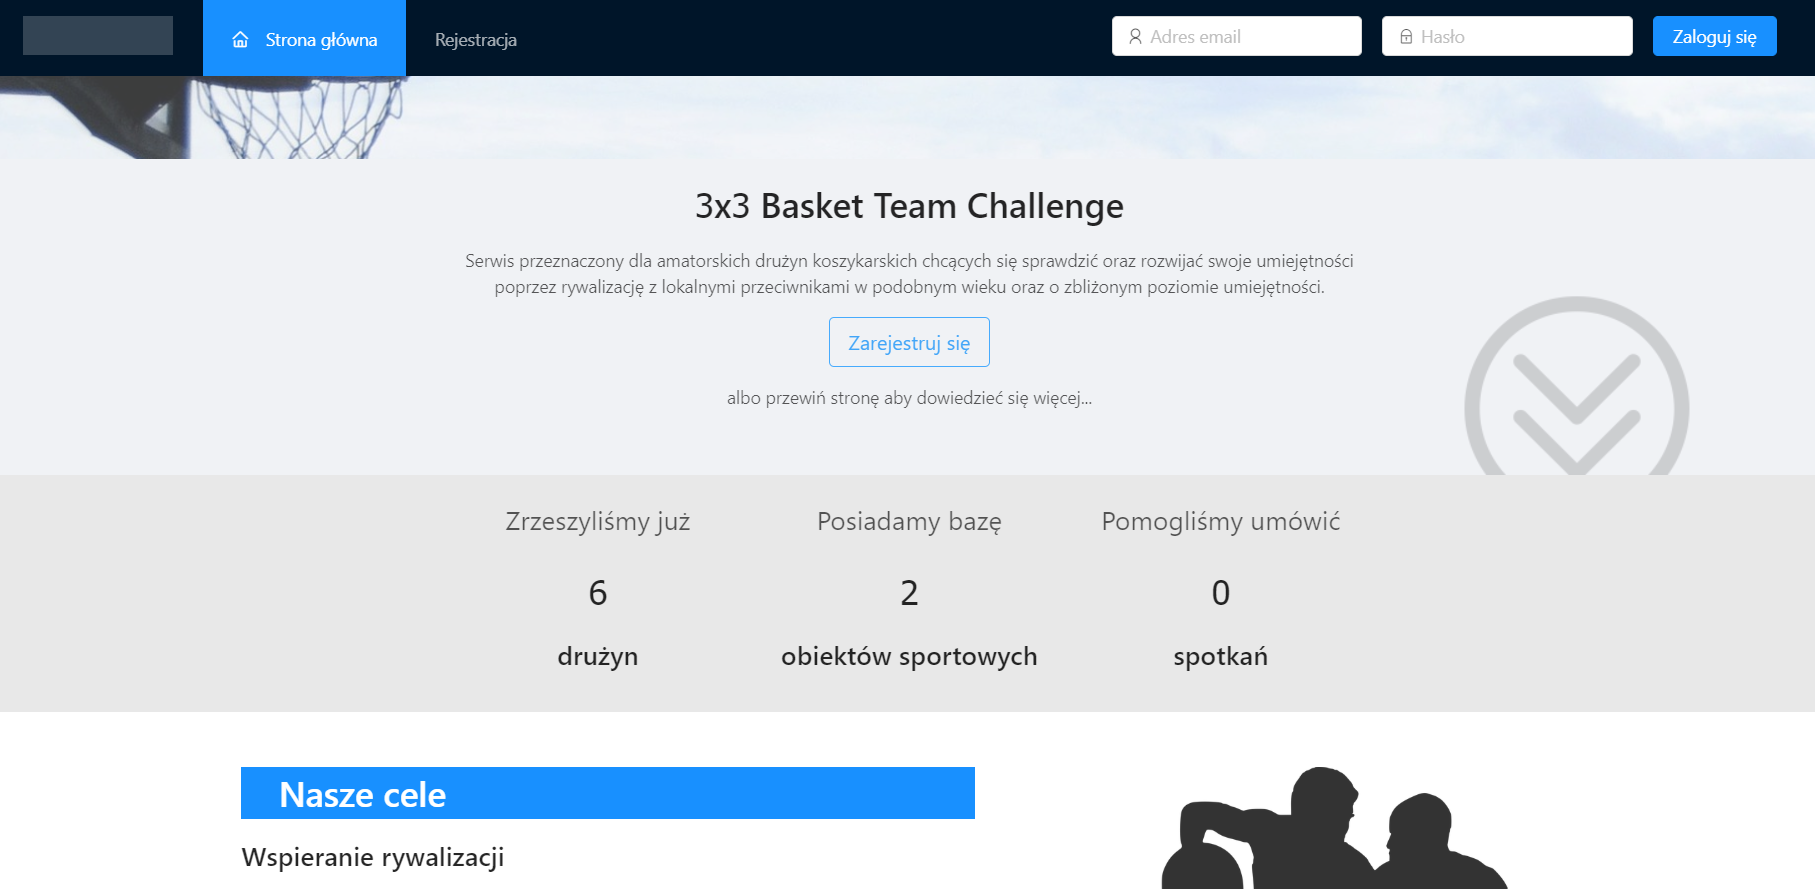 Strona główna
Rejestracja
Adres email
Hasło
Zaloguj się
3x3 Basket Team Challenge
Serwis przeznaczony dla amatorskich drużyn koszykarskich chcących się sprawdzić oraz rozwijać swoje umiejętności
poprzez rywalizację z lokalnymi przeciwnikami w podobnym wieku oraz o zbliżonym poziomie umiejętności.
Zarejestruj się
albo przewiń stronę aby dowiedzieć się więcej...
Zrzeszyliśmy już
6
drużyn
Posiadamy bazę
2
obiektów sportowych
Pomogliśmy umówić
0
spotkań
Nasze cele
Wspieranie rywalizacji